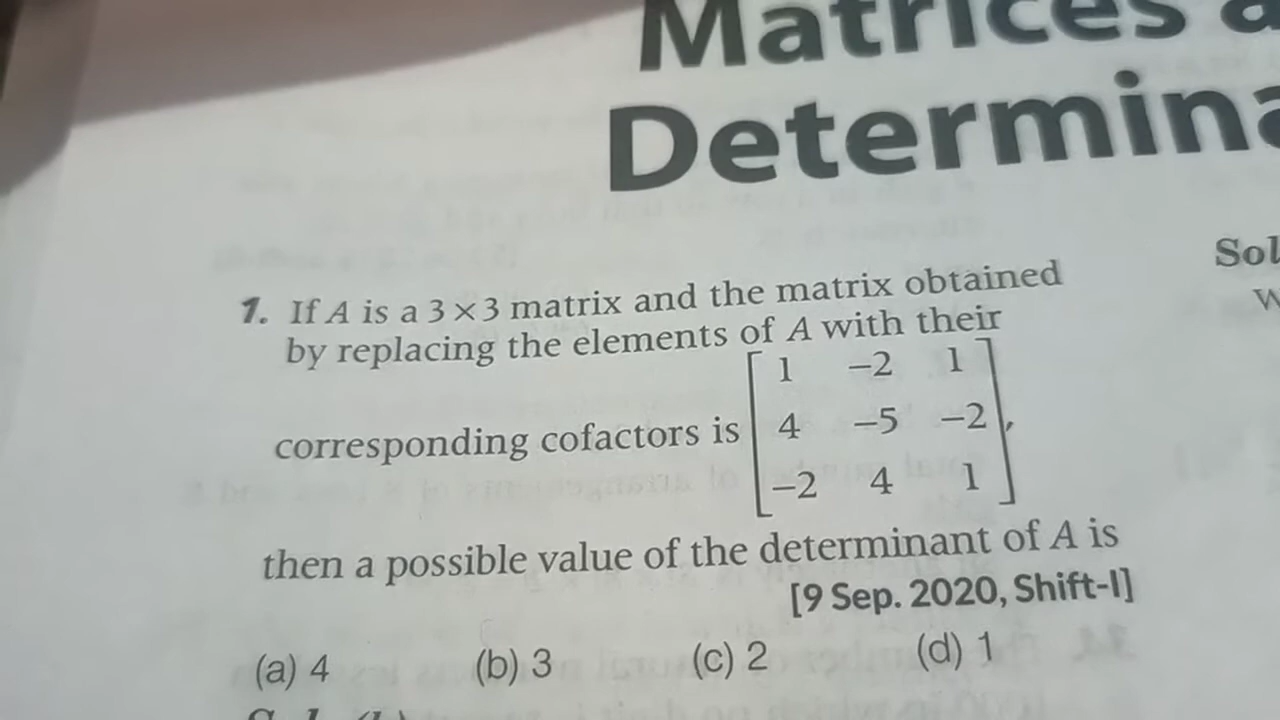 Matrices a
Determina
1. If A is a 3 × 3 matrix and the matrix obtained
by replacing the elements of A with their
corresponding cofactors is [ 1 −2 1
4 −5 −2
−2 4 1 ],
then a possible value of the determinant of A is
[9 Sep. 2020, Shift-I]
(a) 4 (b) 3 (c) 2 (d) 1
Sol